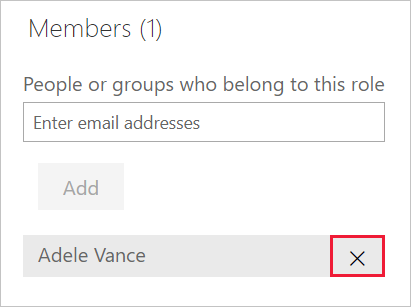 Members (1)
People or groups who belong to this role
Enter email addresses
Add
Adele Vance